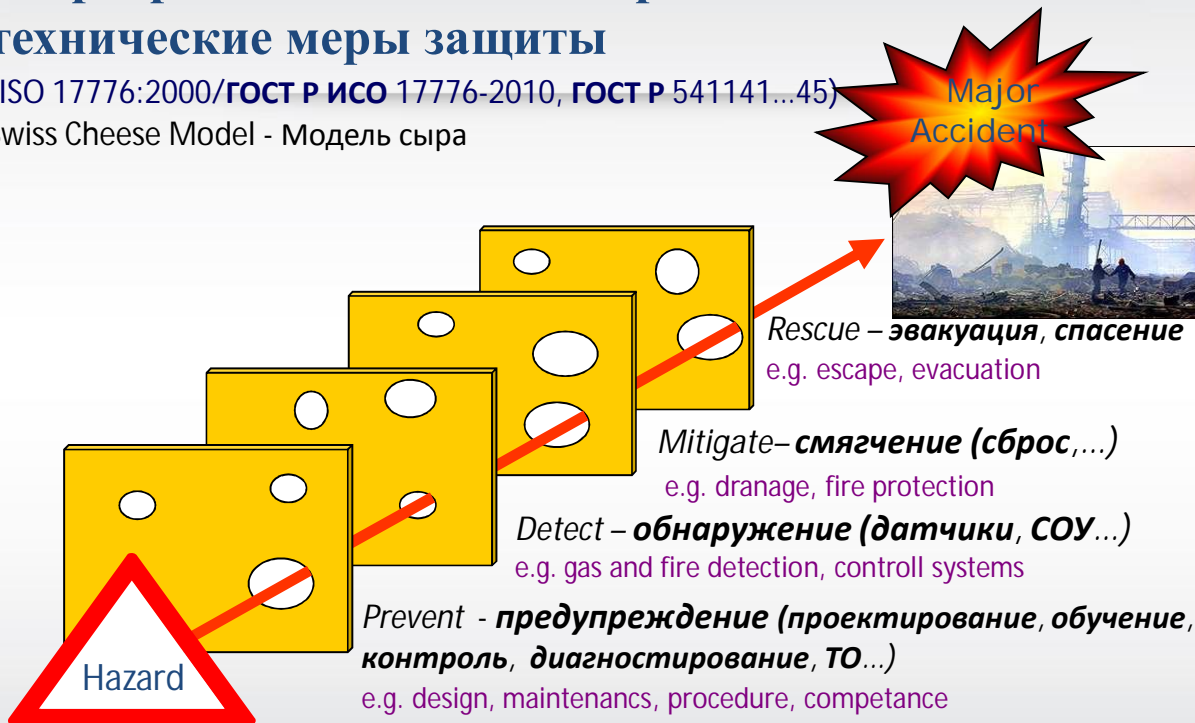 технические меры защиты
ISO 17776:2000/ГОСТ Р ИСО 17776-2010, ГОСТ Р 541141...45)
Swiss Cheese Model - Модель сыра
Major
Accident
Rescue – эвакуация, спасение
e.g. escape, evacuation
Mitigate– смягчение (сброс,...)
e.g. dranage, fire protection
Detect – обнаружение (датчики, СОУ...)
e.g. gas and fire detection, controll systems
Prevent - предупреждение (проектирование, обучение,
контроль, диагностирование, ТО...)
e.g. design, maintenancs, procedure, competance
Hazard